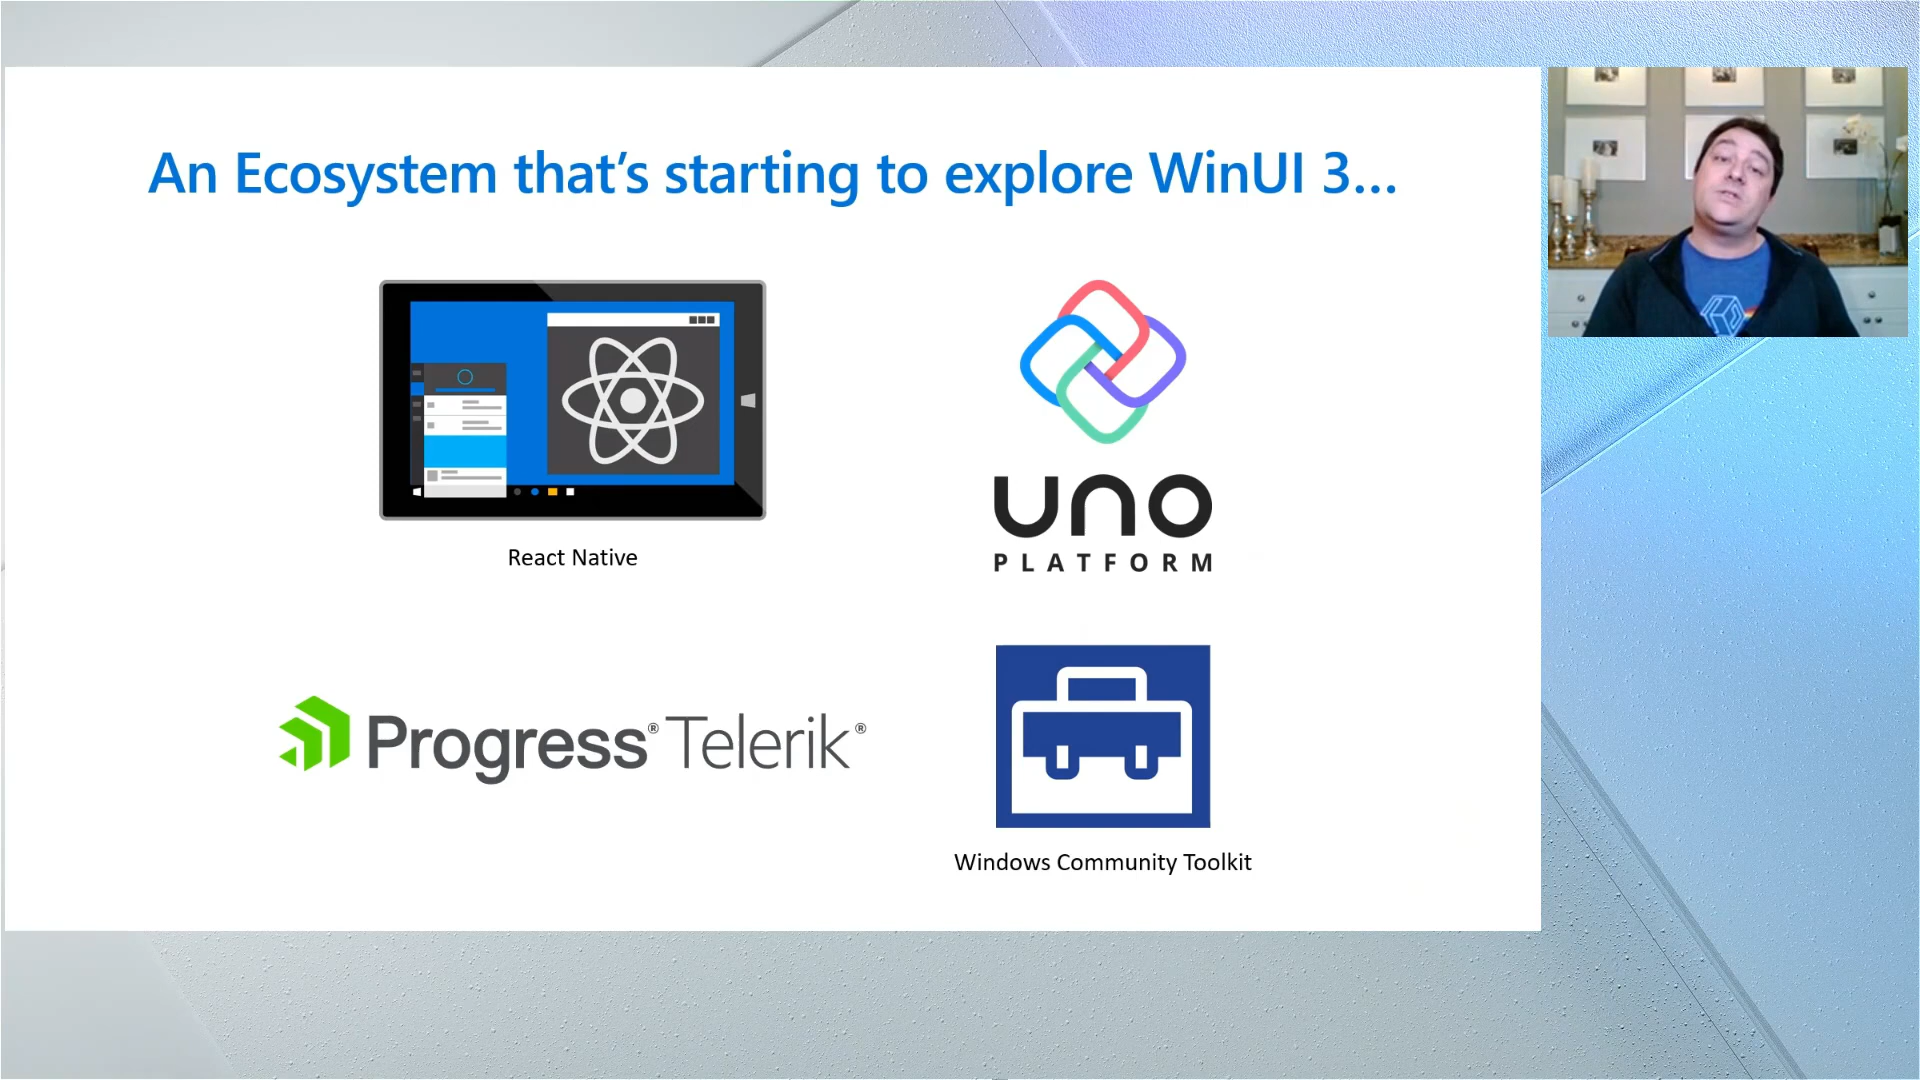 An Ecosystem that's starting to explore WinUI 3...
React Native
UNO
PLATFORM
Progress® Telerik®
Windows Community Toolkit